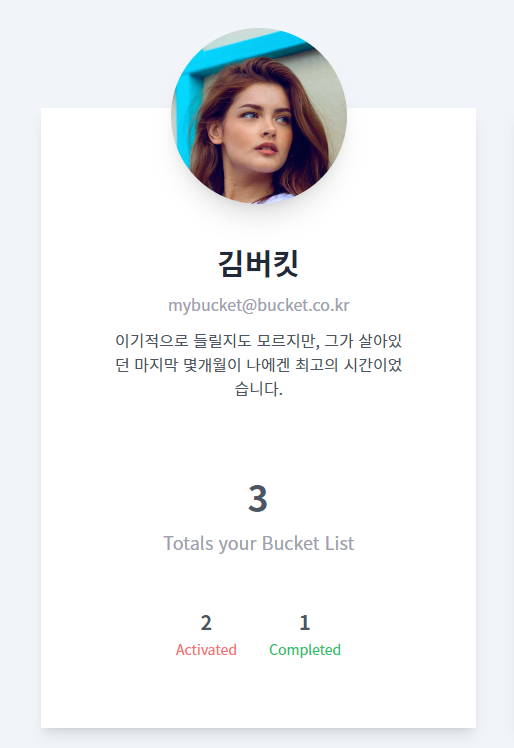 김버킷
mybucket@bucket.co.kr
이기적으로 들릴지도 모르지만, 그가 살아있
던 마지막 몇개월이 나에겐 최고의 시간이었
습니다.
3
Totals your Bucket List
2 1
Activated Completed